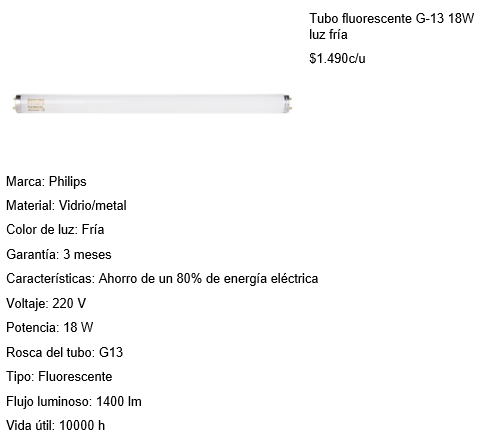 Tubo fluorescente G-13 18W
luz fría
$1.490c/u
Marca: Philips
Material: Vidrio/metal
Color de luz: Fría
Garantía: 3 meses
Características: Ahorro de un 80% de energía eléctrica
Voltaje: 220 V
Potencia: 18 W
Rosca del tubo: G13
Tipo: Fluorescente
Flujo luminoso: 1400 lm
Vida útil: 10000 h